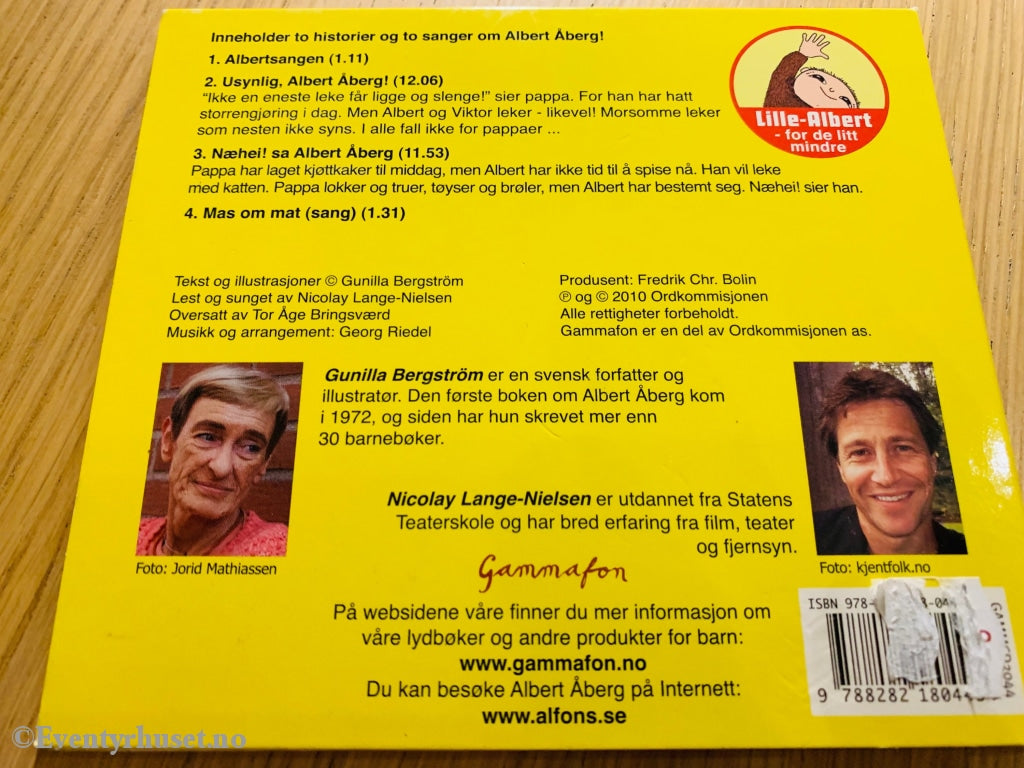 Inneholder to historier og to sanger om Albert Åberg!
1. Albertsangen (1.11)
2. Usynlig, Albert Åberg! (12.06)
"Ikke en eneste leke får ligge og slenge!" sier pappa. For han har hatt
storrengjøring i dag. Men Albert og Viktor leker - likevel! Morsomme leker
som nesten ikke syns. I alle fall ikke for pappaer ...
3. Næhei! sa Albert Åberg (11.53)
Pappa har laget kjøttkaker til middag, men Albert har ikke tid til å spise nå. Han vil leke
med katten. Pappa lokker og truer, tøyser og brøler, men Albert har bestemt seg. Næhei! sier han.
4. Mas om mat (sang) (1.31)
Lille-Albert
- for de litt
mindre
Tekst og illustrasjoner © Gunilla Bergström
Lest og sunget av Nicolay Lange-Nielsen
Oversatt av Tor Åge Bringsværd
Musikk og arrangement: Georg Riedel
Produsent: Fredrik Chr. Bolin
℗ og © 2010 Ordkommisjonen
Alle rettigheter forbeholdt.
Gammafon er en del av Ordkommisjonen as.
Gunilla Bergström er en svensk forfatter og
illustratør. Den første boken om Albert Åberg kom
i 1972, og siden har hun skrevet mer enn
30 barnebøker.
Foto: Jorid Mathiassen
Nicolay Lange-Nielsen er utdannet fra Statens
Teaterskole og har bred erfaring fra film, teater
og fjernsyn.
Foto: kjentfolk.no
Gammafon
På websidene våre finner du mer informasjon om
våre lydbøker og andre produkter for barn:
www.gammafon.no
Du kan besøke Albert Åberg på Internett:
www.alfons.se
ISBN 978-
9 788282 1804
©Eventyrhuset.no